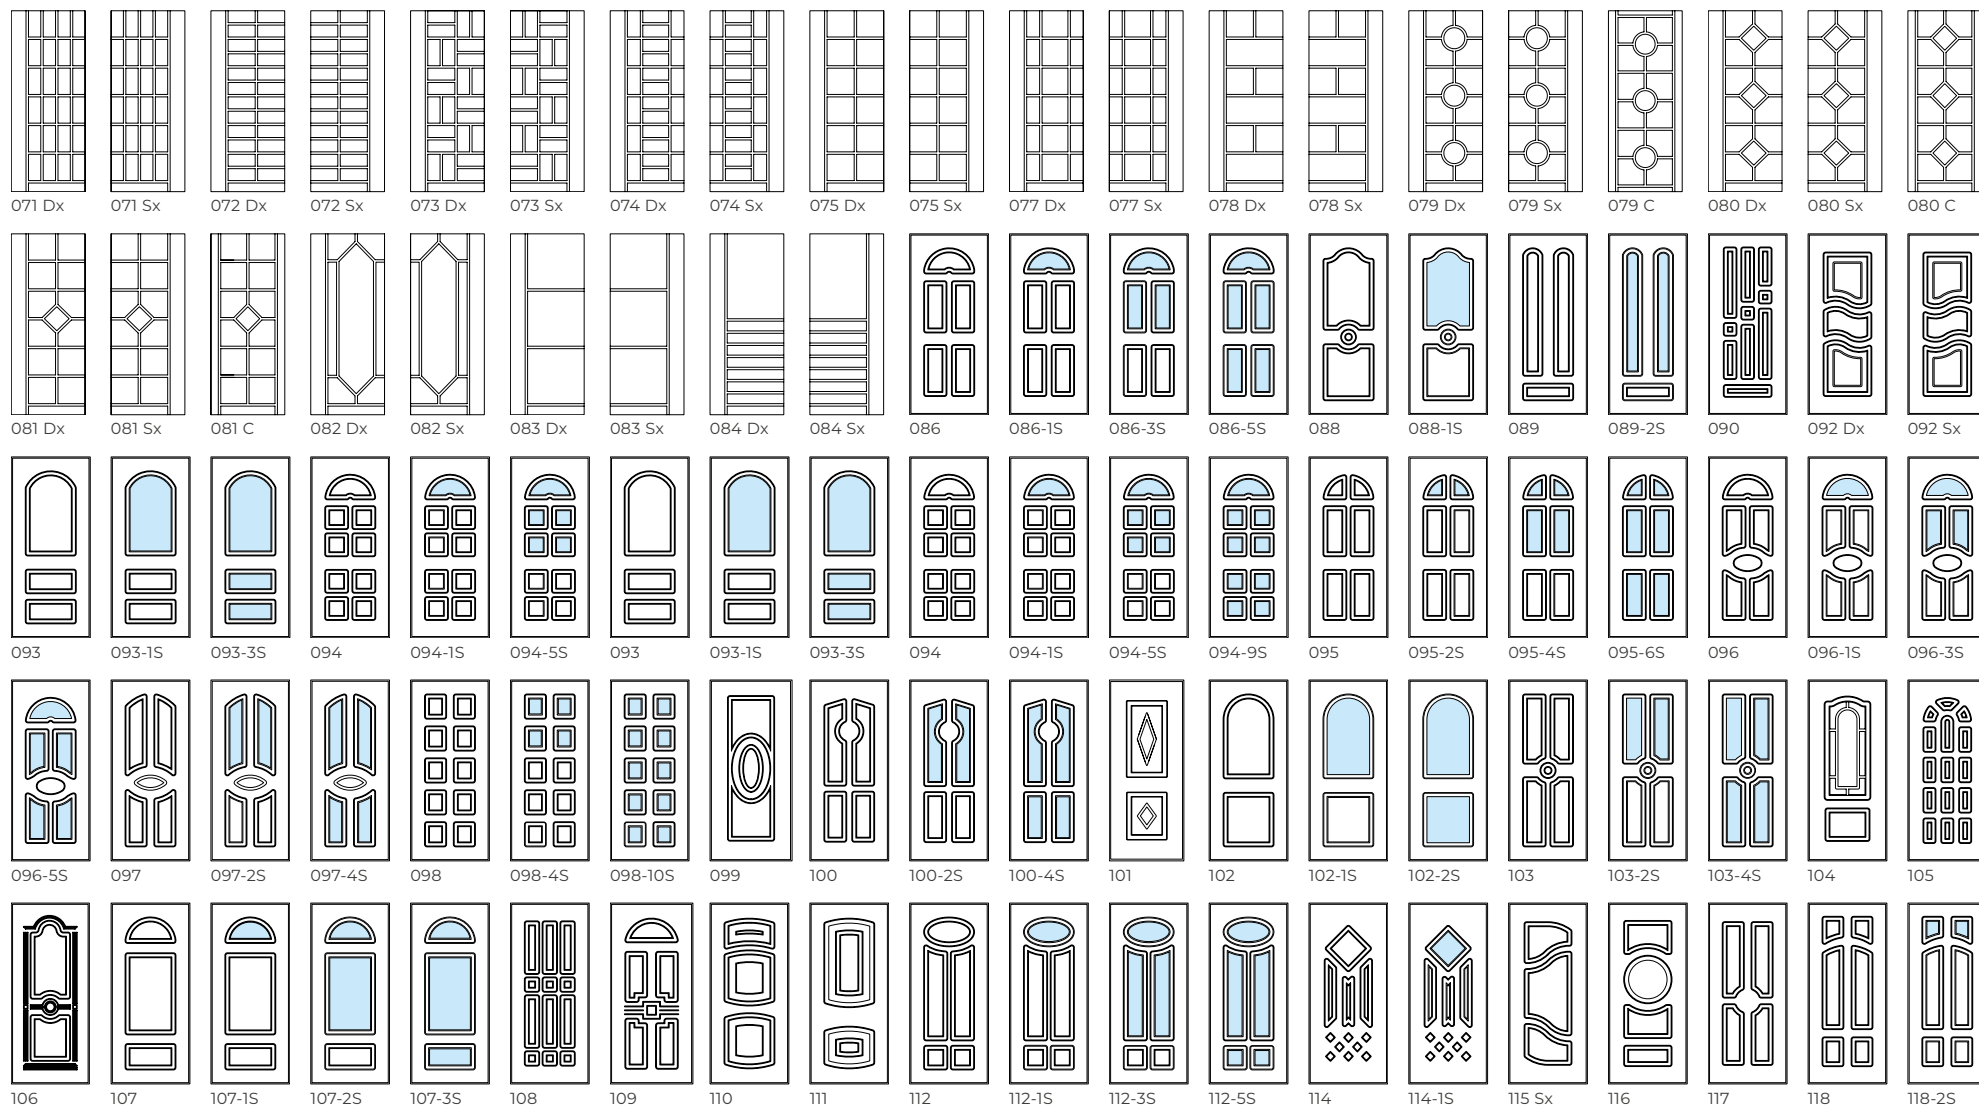 071 Dx 071 Sx 072 Dx 072 Sx 073 Dx 073 Sx 074 Dx 074 Sx 075 Dx 075 Sx 077 Dx 077 Sx 078 Dx 078 Sx 079 Dx 079 Sx 079 C 080 Dx 080 Sx 080 C
081 Dx 081 Sx 081 C 082 Dx 082 Sx 083 Dx 083 Sx 084 Dx 084 Sx 086 086-1S 086-3S 086-5S 088 088-1S 089 089-2S 090 092 Dx 092 Sx
093 093-1S 093-3S 094 094-1S 094-5S 093 093-1S 093-3S 094 094-1S 094-5S 094-9S 095 095-2S 095-4S 095-6S 096 096-1S 096-3S
096-5S 097 097-2S 097-4S 098 098-4S 098-10S 099 100 100-2S 100-4S 101 102 102-1S 102-2S 103 103-2S 103-4S 104 105
106 107 107-1S 107-2S 107-3S 108 109 110 111 112 112-1S 112-3S 112-5S 114 114-1S 115 Sx 116 117 118 118-2S